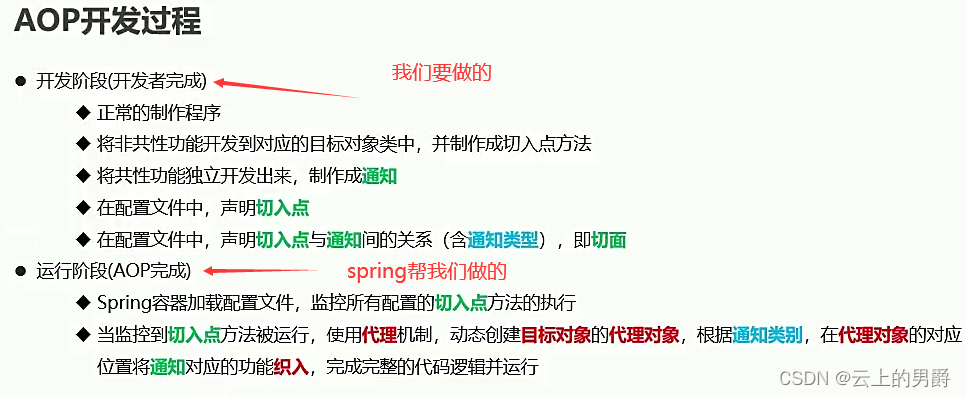 AOP开发过程
我们要做的
● 开发阶段(开发者完成)
◆ 正常的制作程序
◆ 将非共性功能开发到对应的目标对象类中，并制作成切入点方法
◆ 将共性功能独立开发出来，制作成通知
◆ 在配置文件中，声明切入点
◆ 在配置文件中，声明切入点与通知间的关系（含通知类型），即切面
● 运行阶段(AOP完成)
spring帮我们做的
◆ Spring容器加载配置文件，监控所有配置的切入点方法的执行
◆ 当监控到切入点方法被运行，使用代理机制，动态创建目标对象的代理对象，根据通知类别，在代理对象的对应
位置将通知对应的功能织入，完成完整的代码逻辑并运行
CSDN @云上的男爵